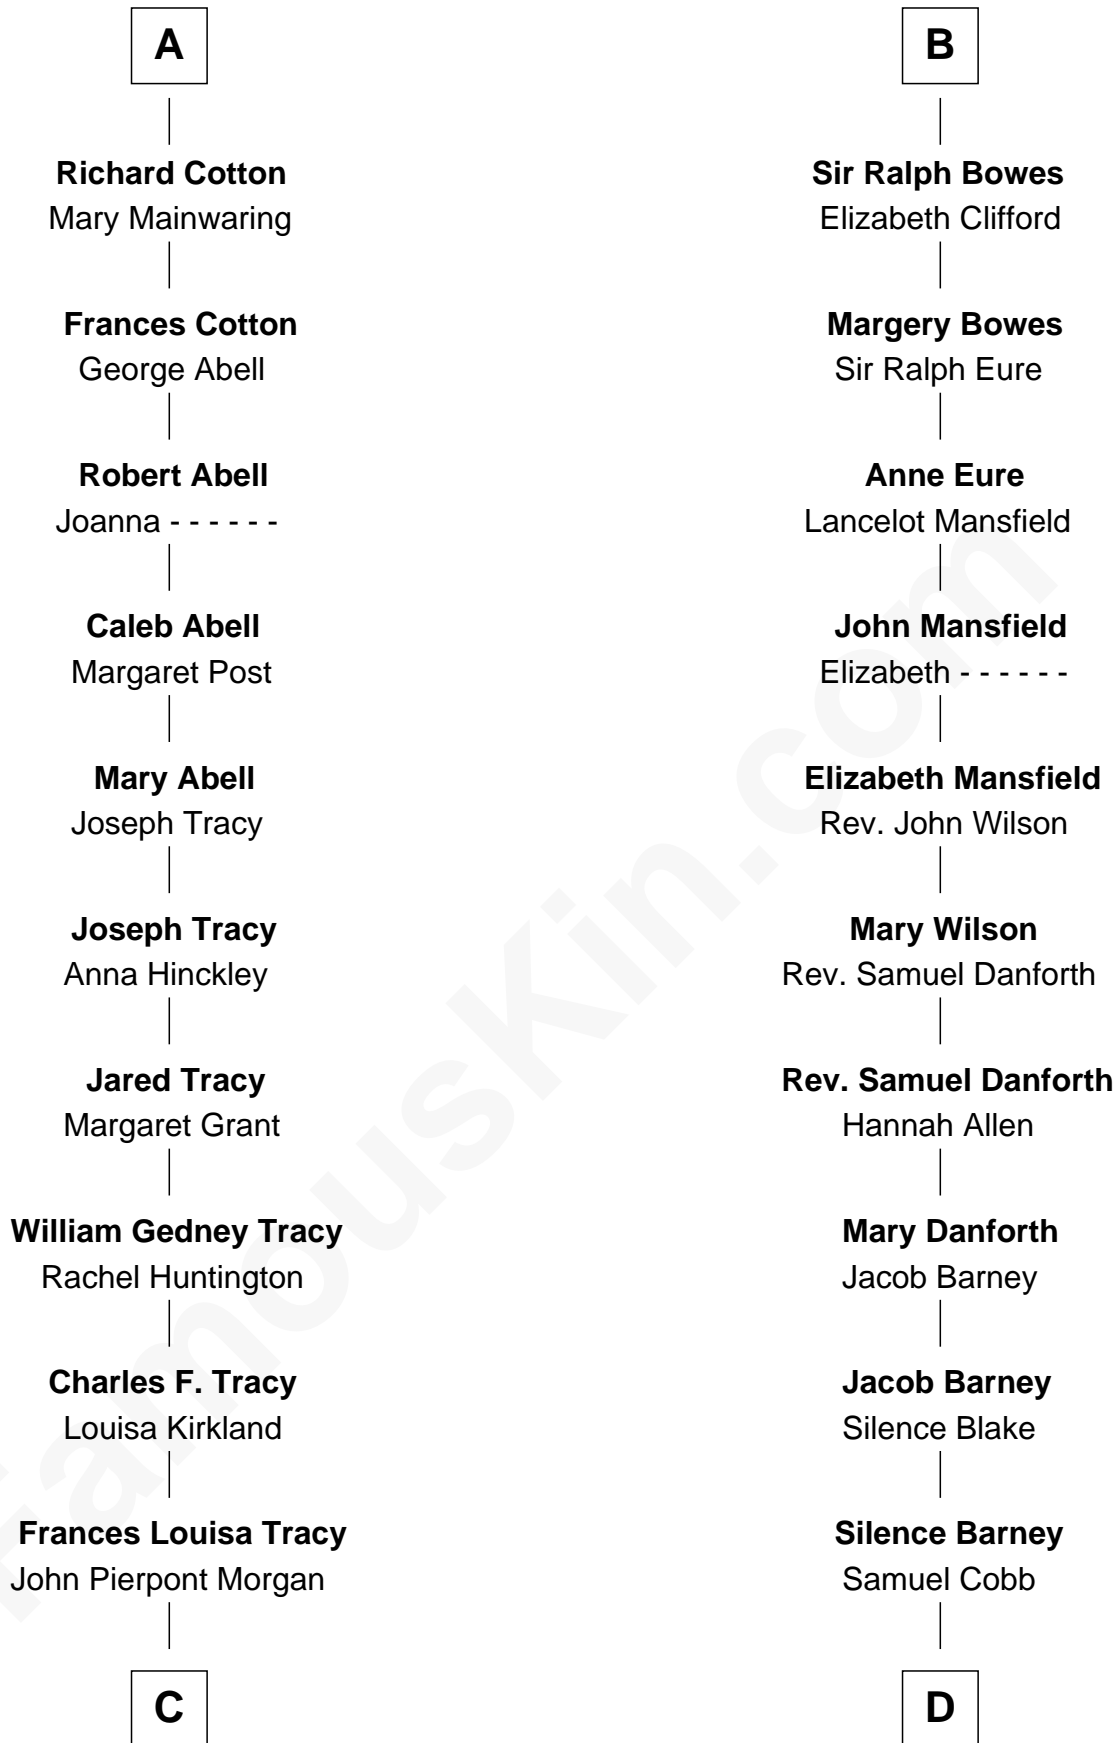 A
Richard Cotton
Mary Mainwaring
Frances Cotton
George Abell
Robert Abell
Joanna - - - - - -
Caleb Abell
Margaret Post
Mary Abell
Joseph Tracy
Joseph Tracy
Anna Hinckley
Jared Tracy
Margaret Grant
William Gedney Tracy
Rachel Huntington
Charles F. Tracy
Louisa Kirkland
Frances Louisa Tracy
John Pierpont Morgan
C
B
Sir Ralph Bowes
Elizabeth Clifford
Margery Bowes
Sir Ralph Eure
Anne Eure
Lancelot Mansfield
John Mansfield
Elizabeth - - - - - -
Elizabeth Mansfield
Rev. John Wilson
Mary Wilson
Rev. Samuel Danforth
Rev. Samuel Danforth
Hannah Allen
Mary Danforth
Jacob Barney
Jacob Barney
Silence Blake
Silence Barney
Samuel Cobb
D
FamousKin.com